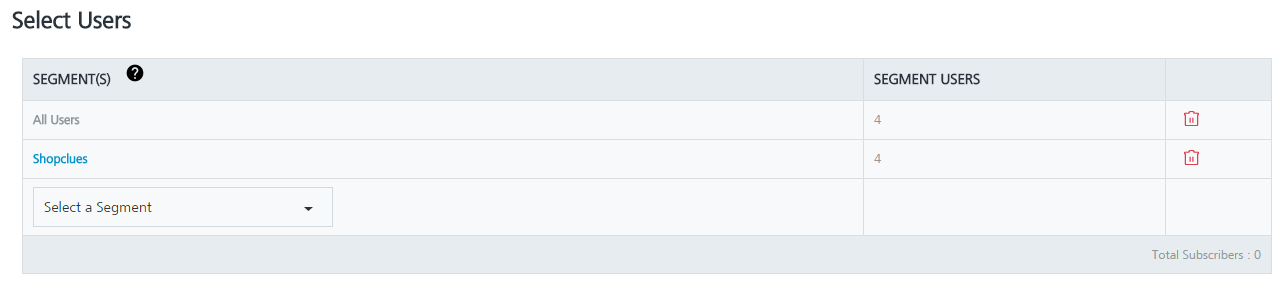 Select Users
SEGMENT(S) ?
SEGMENT USERS
All Users
4
Shopclues
4
Select a Segment
Total Subscribers : 0